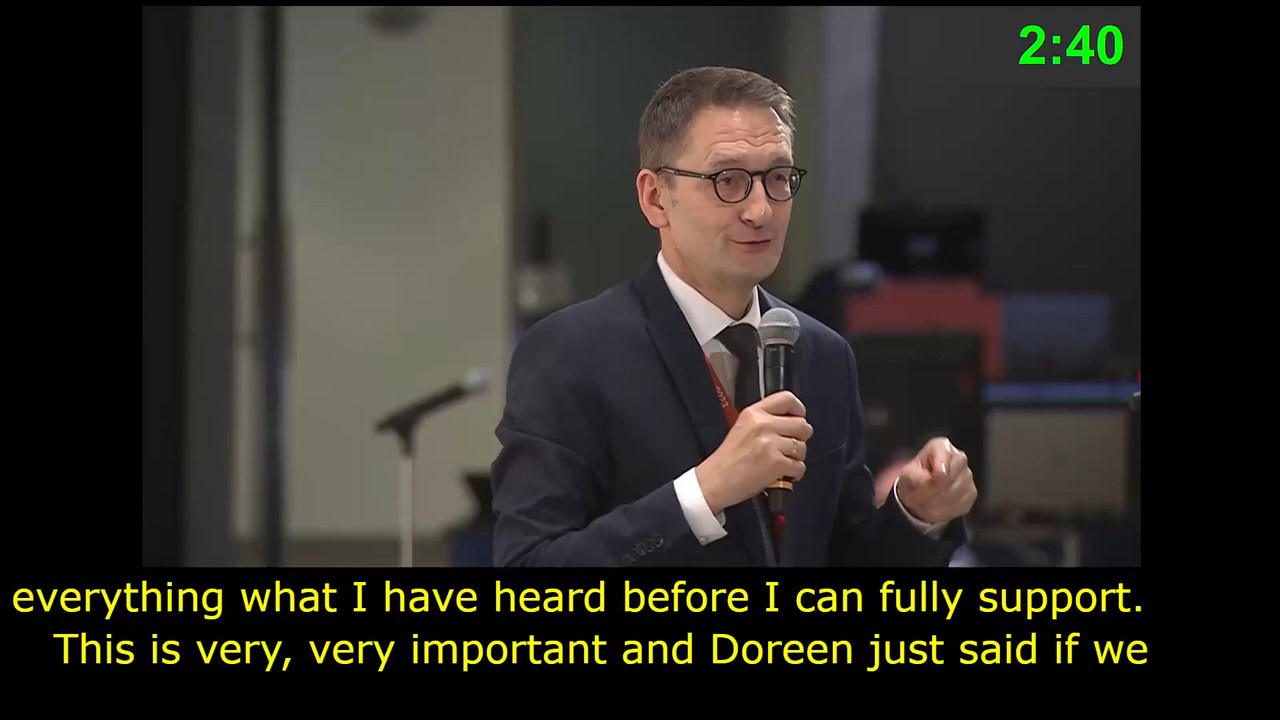 2:40
everything what I have heard before I can fully support.
This is very, very important and Doreen just said if we